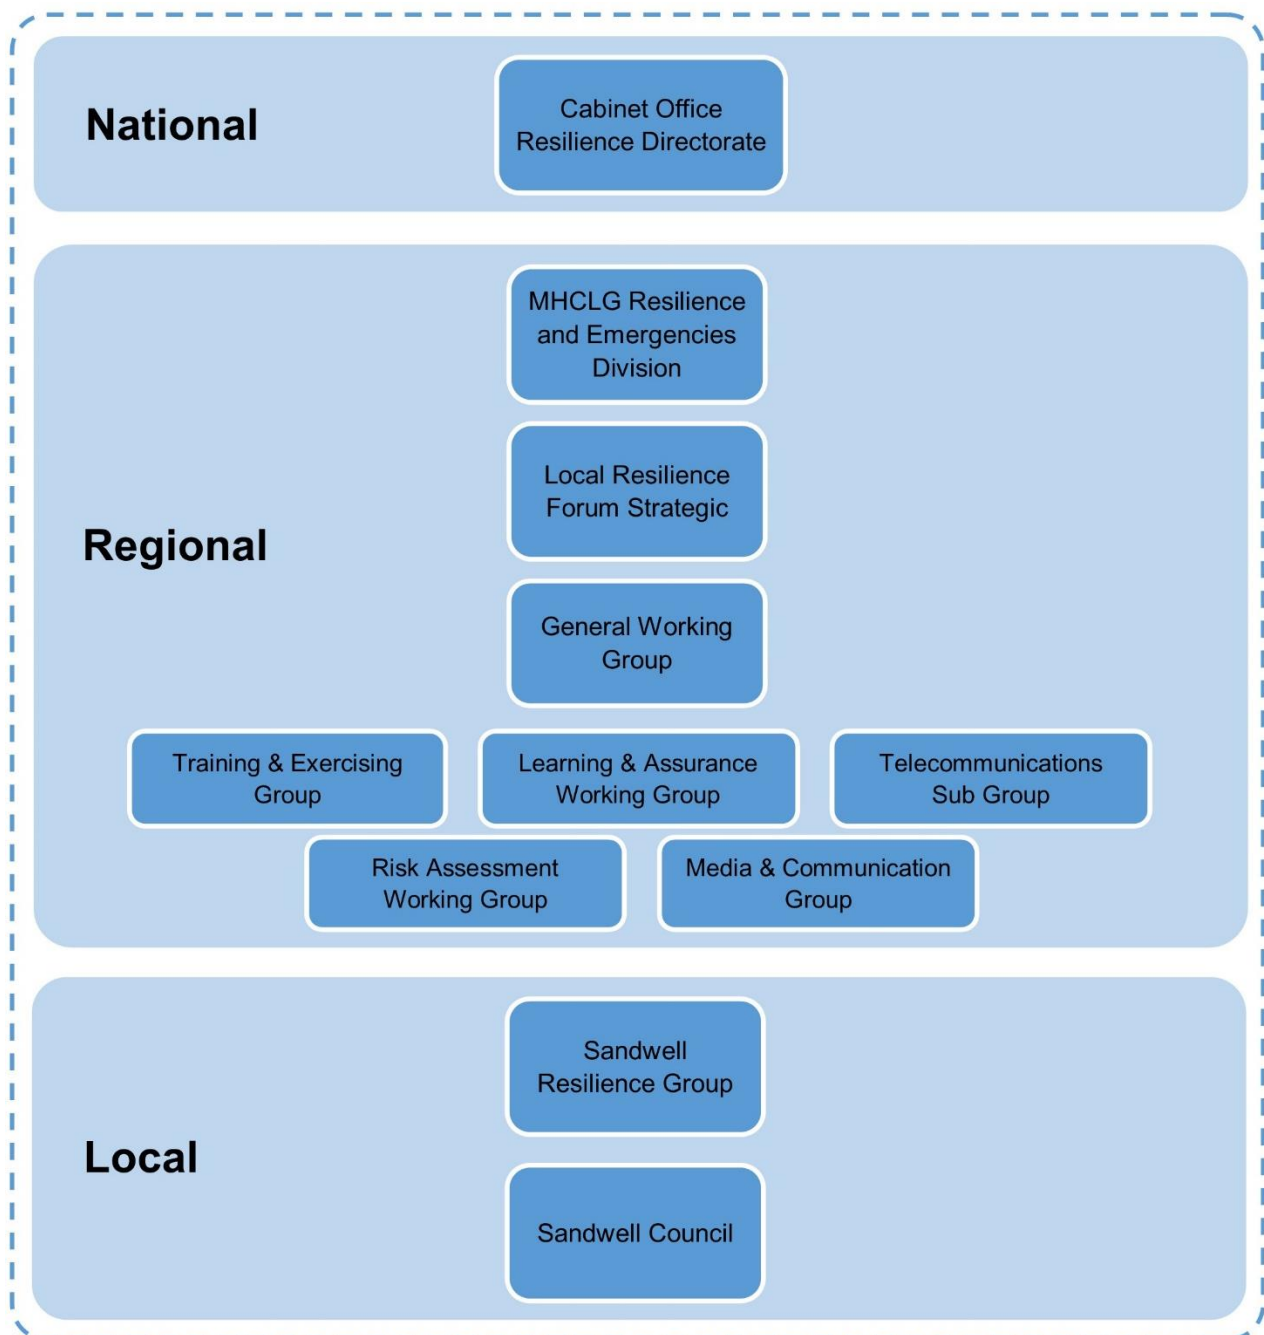 National
Cabinet Office
Resilience Directorate
Regional
MHCLG Resilience
and Emergencies
Division
Local Resilience
Forum Strategic
General Working
Group
Training & Exercising
Group
Learning & Assurance
Working Group
Telecommunications
Sub Group
Risk Assessment
Working Group
Media & Communication
Group
Local
Sandwell
Resilience Group
Sandwell Council